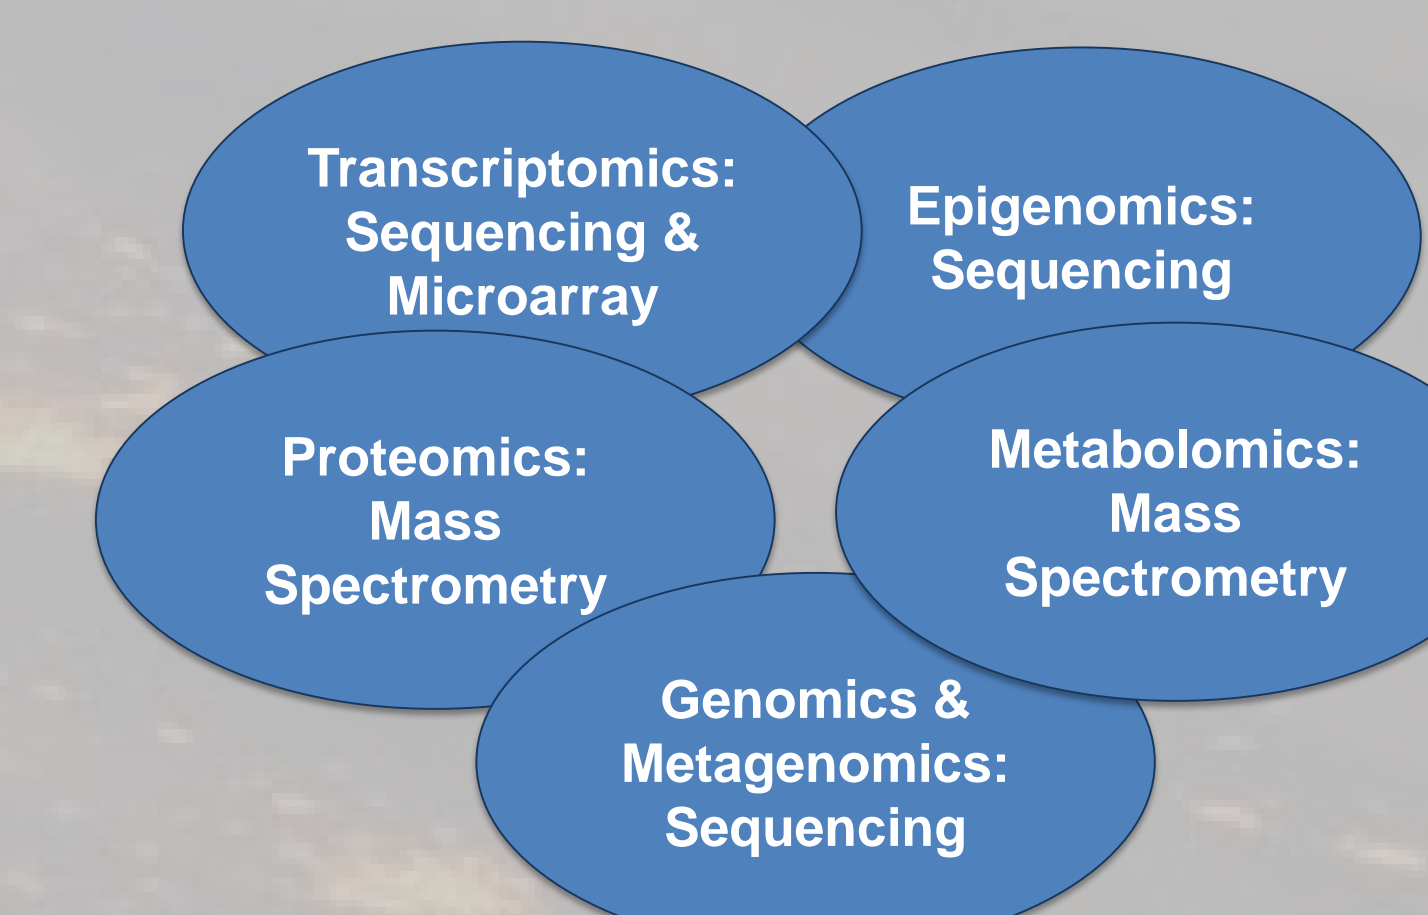 Transcriptomics:
Sequencing &
Microarray
Epigenomics:
Sequencing
Proteomics:
Mass
Spectrometry
Metabolomics:
Mass
Spectrometry
Genomics &
Metagenomics:
Sequencing